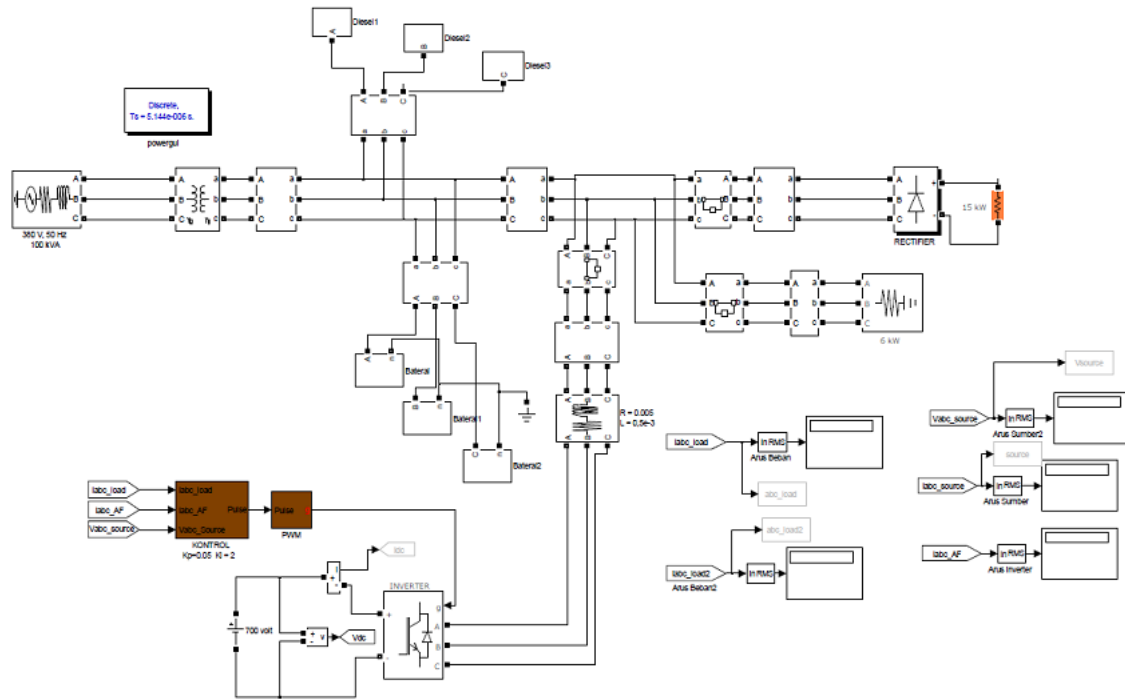 Diesel1
A
Diesel2
B
Diesel3
C
Discrete,
Ts = 5.144e-006 s.
powergui
A B C
a b c
380 V, 50 Hz
100 kVA
A B C
A a
B b
C c
A a
B b
C c
A a
B b
C c
a A
b B
c C
A a
B b
C c
A
B
C
+
-
RECTIFIER
15 kW
a b c
A B C
A B C
a b c
a b c
A B C
A B C
A B C
R = 0.005
L = 0.5e-3
A a
B b
C c
A a
B b
C c
A
B
C
6 kW
A n
Baterai
B n
Baterai1
C n
Baterai2
Iabc_load
Iabc_AF
Vabc_source
Iabc_load
Iabc_AF
Vabc_Source
Pulse
KONTROL
Kp=0.05 Ki = 2
Pulse
PWM
Idc
+ i
-
700 volt
+ v
-
Vdc
INVERTER
+
-
g
A
B
C
Iabc_load
In RMS
Arus Beban
abc_load
abc_load2
Iabc_load2
In RMS
Arus Beban2
Vsource
Vabc_source
In RMS
Arus Sumber2
source
Iabc_source
In RMS
Arus Sumber
Iabc_AF
In RMS
Arus Inverter